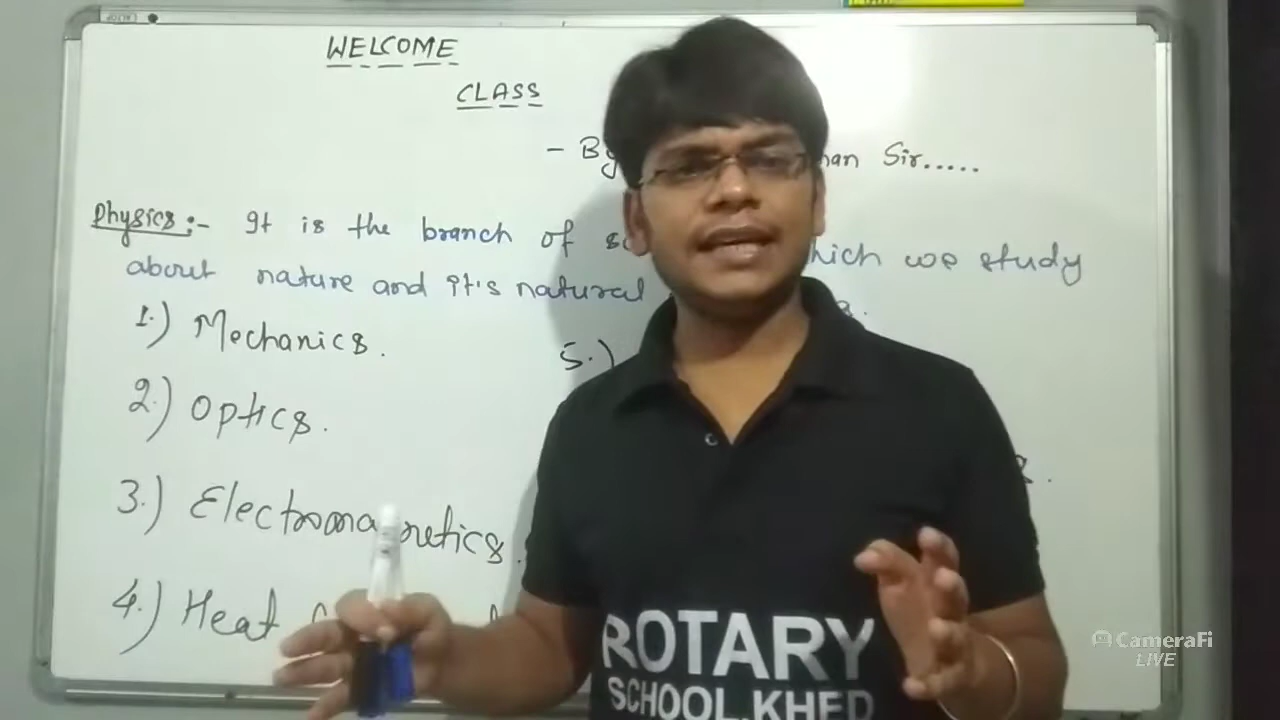 WELCOME
CLASS
- By Sir.....
Physics:- It is the branch of which we study
about nature and it's natural
1.) Mechanics.
5.)
2.) Optics.
3.) Electromagnetics.
4.) Heat
ROTARY
SCHOOL.KHED
CameraFi
LIVE